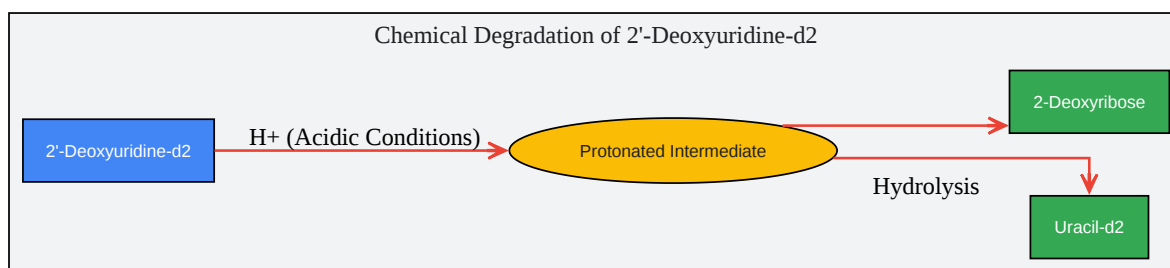 Chemical Degradation of 2'-Deoxyuridine-d2
2-Deoxyribose
H+ (Acidic Conditions)
2'-Deoxyuridine-d2
Protonated Intermediate
Hydrolysis
Uracil-d2